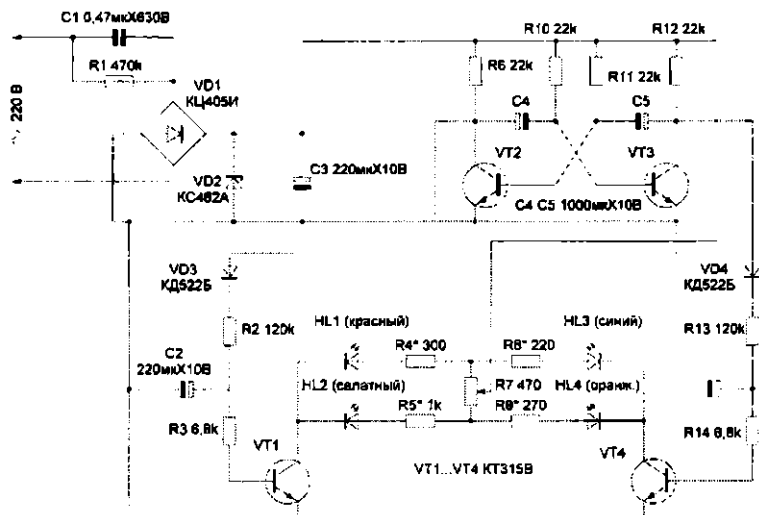 C1 0,47мкХ630В
R1 470k
VD1
КЦ405И
220 В
VD2
КС462А
C3 220мкХ10В
R10 22k
R12 22k
R6 22k
R11 22k
C4
C5
VT2
VT3
C4 C5 1000мкХ10В
VD3
КД522Б
VD4
КД522Б
R2 120k
HL1 (красный)
HL3 (синий)
R4* 300
R8* 220
R13 120k
C2
220мкХ10В
HL2 (салатный)
R7 470
HL4 (оранж.)
R5* 1k
R9* 270
R3 6,8k
R14 6,8k
VT1
VT4
VT1...VT4 КТ315В